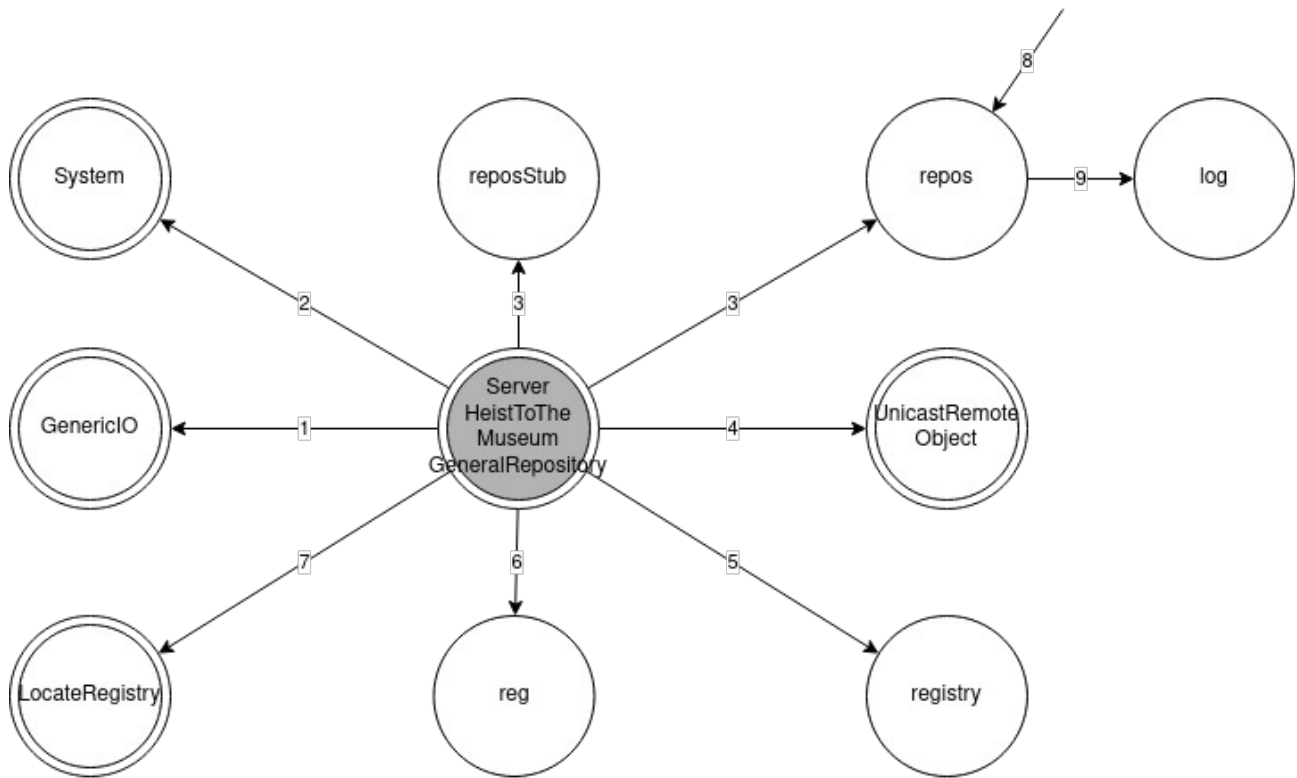 8
System
reposStub
repos
9
log
2
3
3
GenericIO
1
Server
HeistToThe
Museum
GeneralRepository
4
UnicastRemote
Object
7
6
5
LocateRegistry
reg
registry